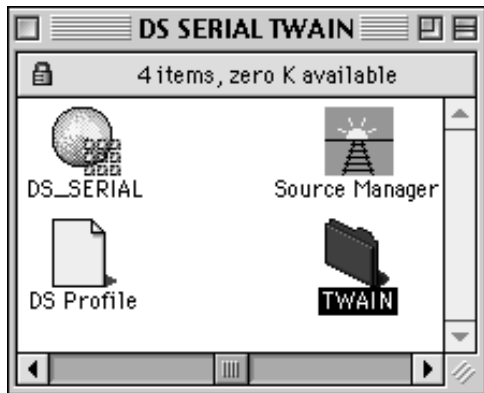 DS SERIAL TWAIN
4 items, zero K available
DS_SERIAL
Source Manager
DS Profile
TWAIN